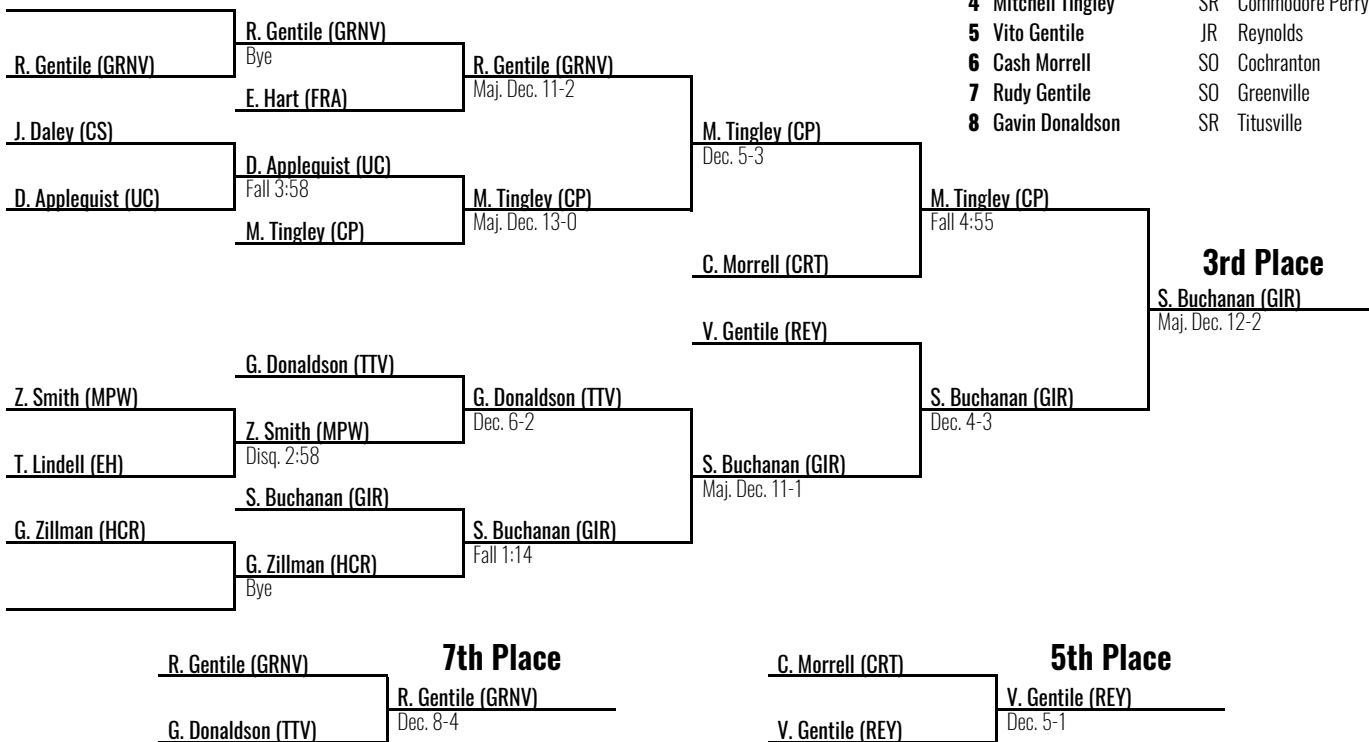 4 Mitchell Tingley SR Commodore Perry
R. Gentile (GRNV)
Bye
5 Vito Gentile JR Reynolds
R. Gentile (GRNV)
R. Gentile (GRNV)
Maj. Dec. 11-2
6 Cash Morrell SO Cochranton
E. Hart (FRA)
7 Rudy Gentile SO Greenville
J. Daley (CS)
M. Tingley (CP)
Dec. 5-3
8 Gavin Donaldson SR Titusville
D. Applequist (UC)
Fall 3:58
D. Applequist (UC)
M. Tingley (CP)
Maj. Dec. 13-0
M. Tingley (CP)
Fall 4:55
M. Tingley (CP)
C. Morrell (CRT)
3rd Place
S. Buchanan (GIR)
Maj. Dec. 12-2
V. Gentile (REY)
G. Donaldson (TTV)
Z. Smith (MPW)
G. Donaldson (TTV)
Dec. 6-2
S. Buchanan (GIR)
Dec. 4-3
Z. Smith (MPW)
Disq. 2:58
T. Lindell (EH)
S. Buchanan (GIR)
Maj. Dec. 11-1
S. Buchanan (GIR)
G. Zillman (HCR)
S. Buchanan (GIR)
Fall 1:14
G. Zillman (HCR)
Bye
7th Place
R. Gentile (GRNV)
R. Gentile (GRNV)
Dec. 8-4
G. Donaldson (TTV)
5th Place
C. Morrell (CRT)
V. Gentile (REY)
Dec. 5-1
V. Gentile (REY)